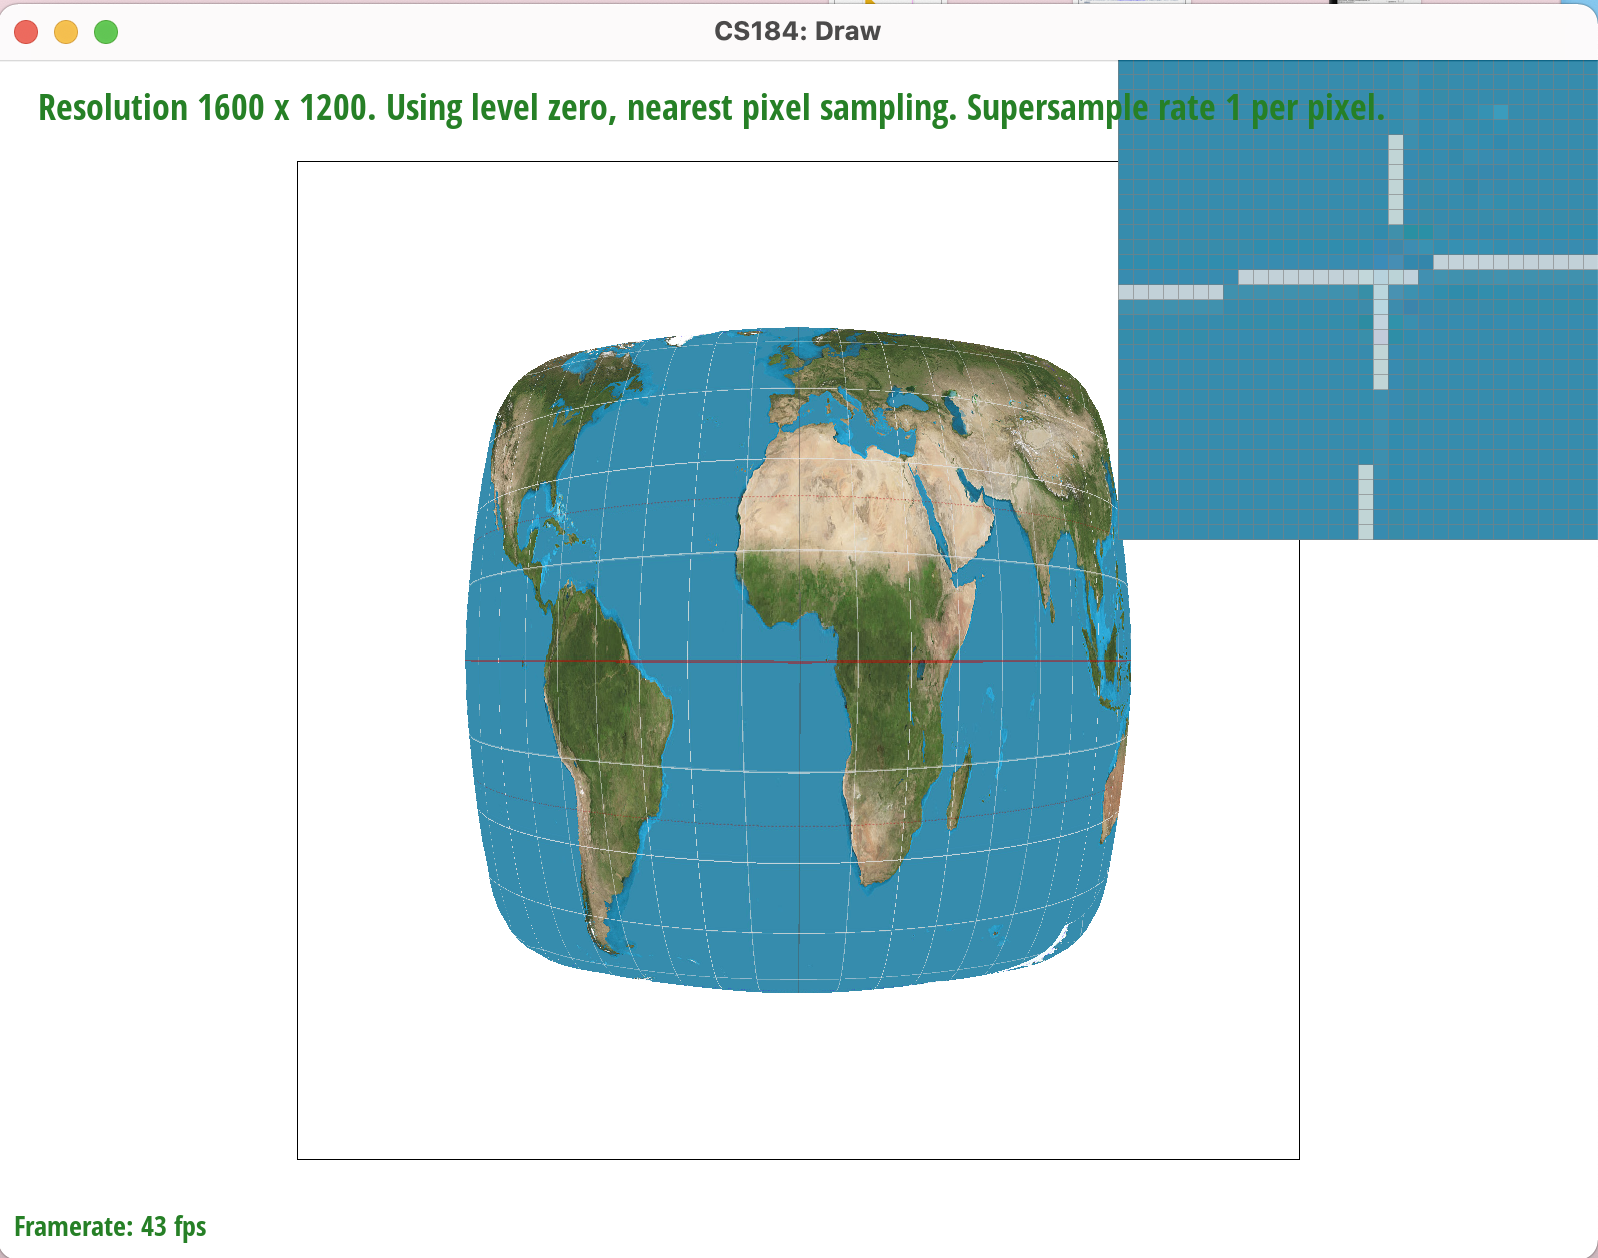 CS184: Draw
Resolution 1600 x 1200. Using level zero, nearest pixel sampling. Supersample rate 1 per pixel.
Framerate: 43 fps